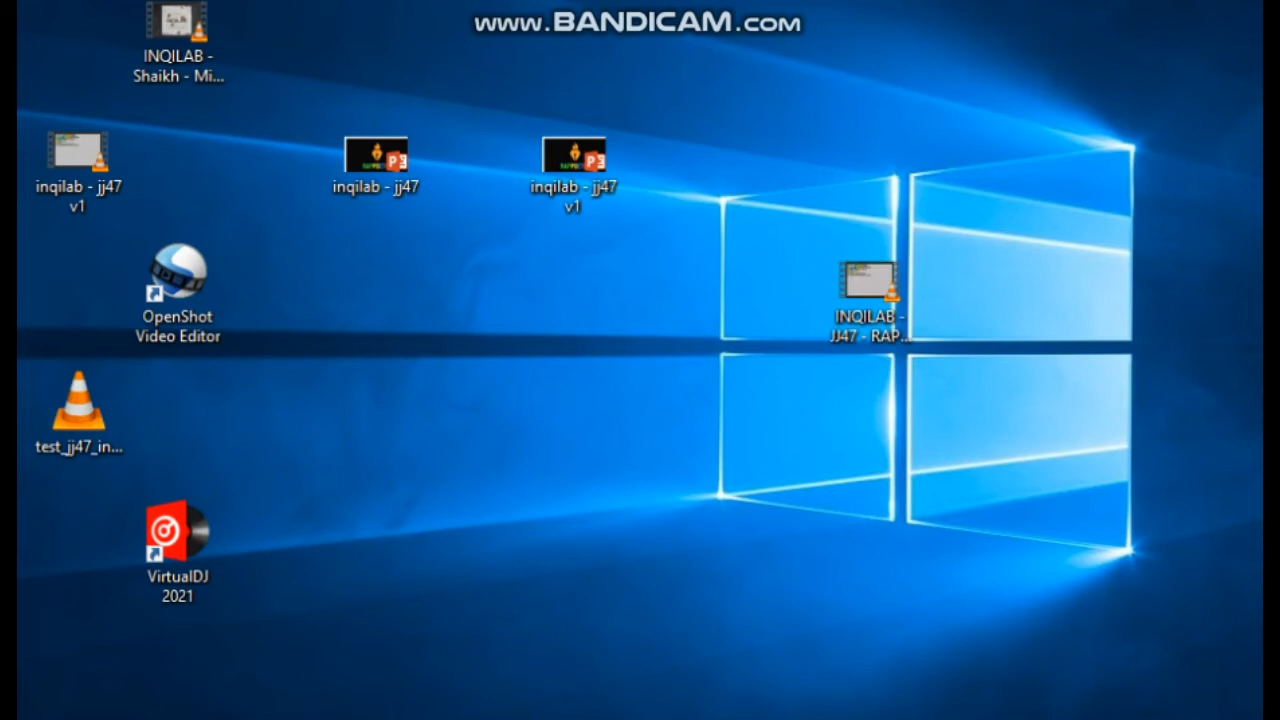 www.BANDICAM.com
INQILAB -
Shaikh - Mi...
inqilab - jj47
v1
inqilab - jj47
inqilab - jj47
v1
OpenShot
Video Editor
INQILAB -
JJ47 - RAP...
test_jj47_in...
VirtualDJ
2021